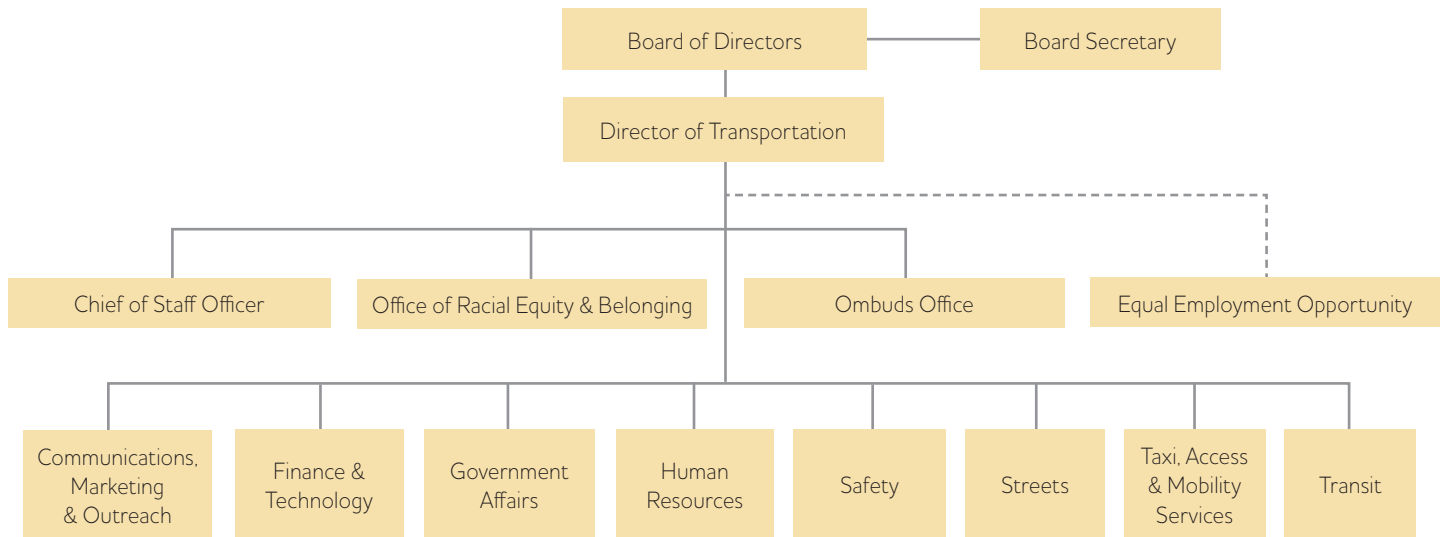 Board of Directors
Board Secretary
Director of Transportation
Chief of Staff Officer
Office of Racial Equity & Belonging
Ombuds Office
Equal Employment Opportunity
Communications,
Marketing
& Outreach
Finance &
Technology
Government
Affairs
Human
Resources
Safety
Streets
Taxi, Access
& Mobility
Services
Transit